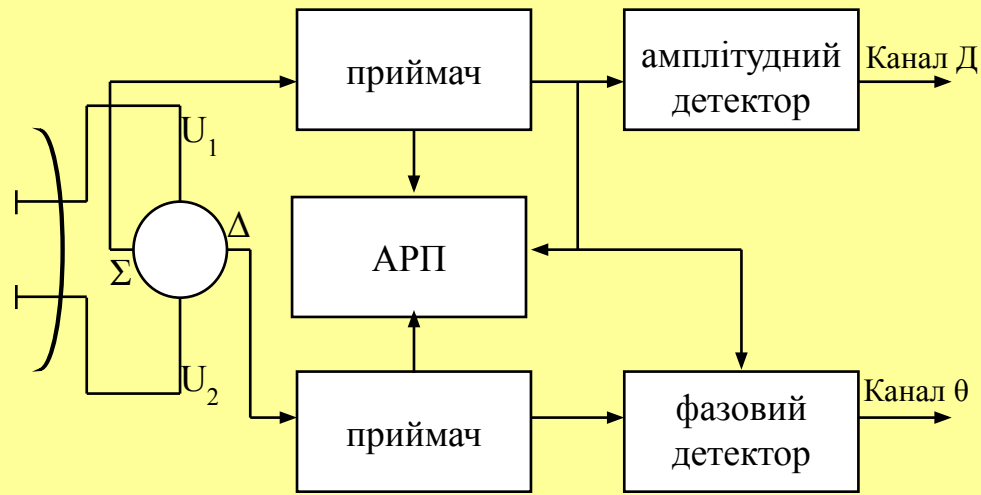 приймач
амплітудний
детектор
Канал Д
U₁
Σ
Δ
АРП
U₂
приймач
фазовий
детектор
Канал θ